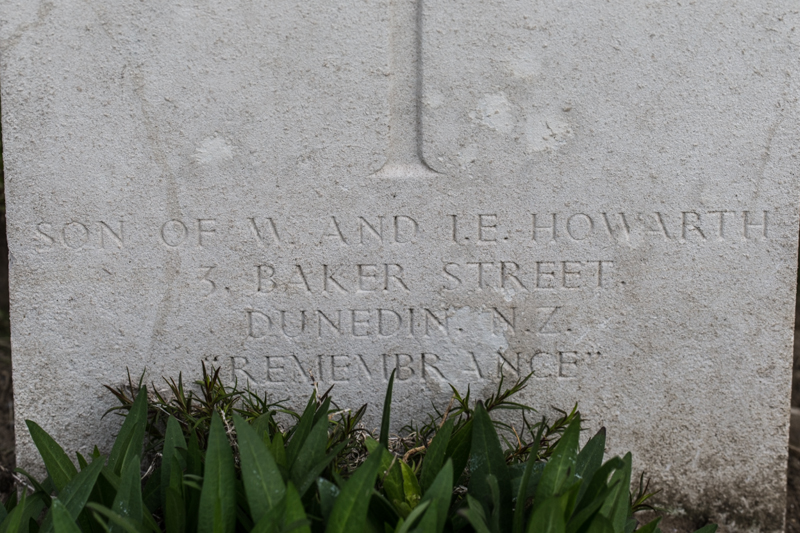 SON OF W. AND I.E. HOWARTH
3. BAKER STREET.
DUNEDIN. N.Z.
"REMEMBRANCE"